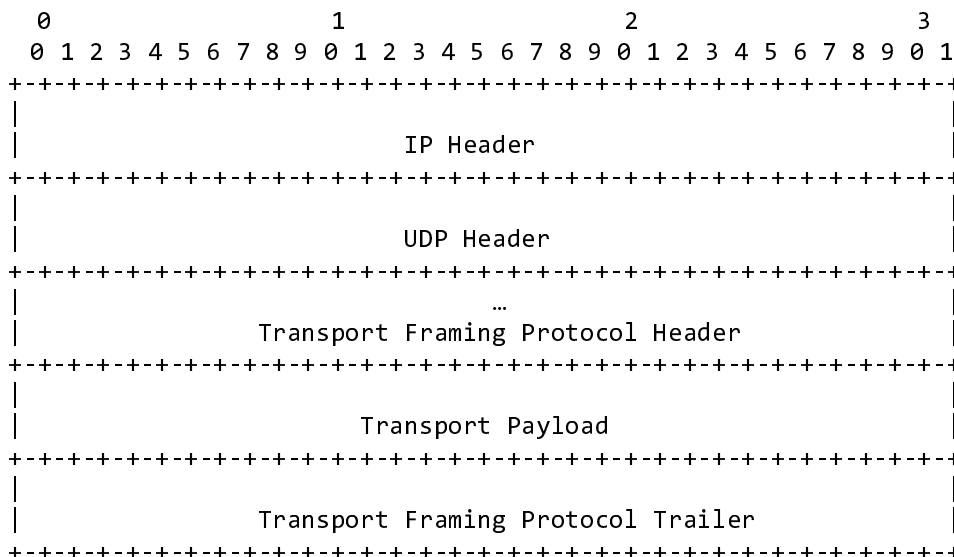 0 1 2 3
0 1 2 3 4 5 6 7 8 9 0 1 2 3 4 5 6 7 8 9 0 1 2 3 4 5 6 7 8 9 0 1
+-+-+-+-+-+-+-+-+-+-+-+-+-+-+-+-+-+-+-+-+-+-+-+-+-+-+-+-+-+-+-+-+
| |
| IP Header |
+-+-+-+-+-+-+-+-+-+-+-+-+-+-+-+-+-+-+-+-+-+-+-+-+-+-+-+-+-+-+-+-+
| |
| UDP Header |
+-+-+-+-+-+-+-+-+-+-+-+-+-+-+-+-+-+-+-+-+-+-+-+-+-+-+-+-+-+-+-+-+
| … |
| Transport Framing Protocol Header |
+-+-+-+-+-+-+-+-+-+-+-+-+-+-+-+-+-+-+-+-+-+-+-+-+-+-+-+-+-+-+-+-+
| |
| Transport Payload |
+-+-+-+-+-+-+-+-+-+-+-+-+-+-+-+-+-+-+-+-+-+-+-+-+-+-+-+-+-+-+-+-+
| |
| Transport Framing Protocol Trailer |
+-+-+-+-+-+-+-+-+-+-+-+-+-+-+-+-+-+-+-+-+-+-+-+-+-+-+-+-+-+-+-+-+